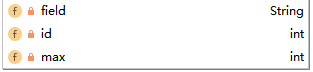 f field String
f id int
f max int